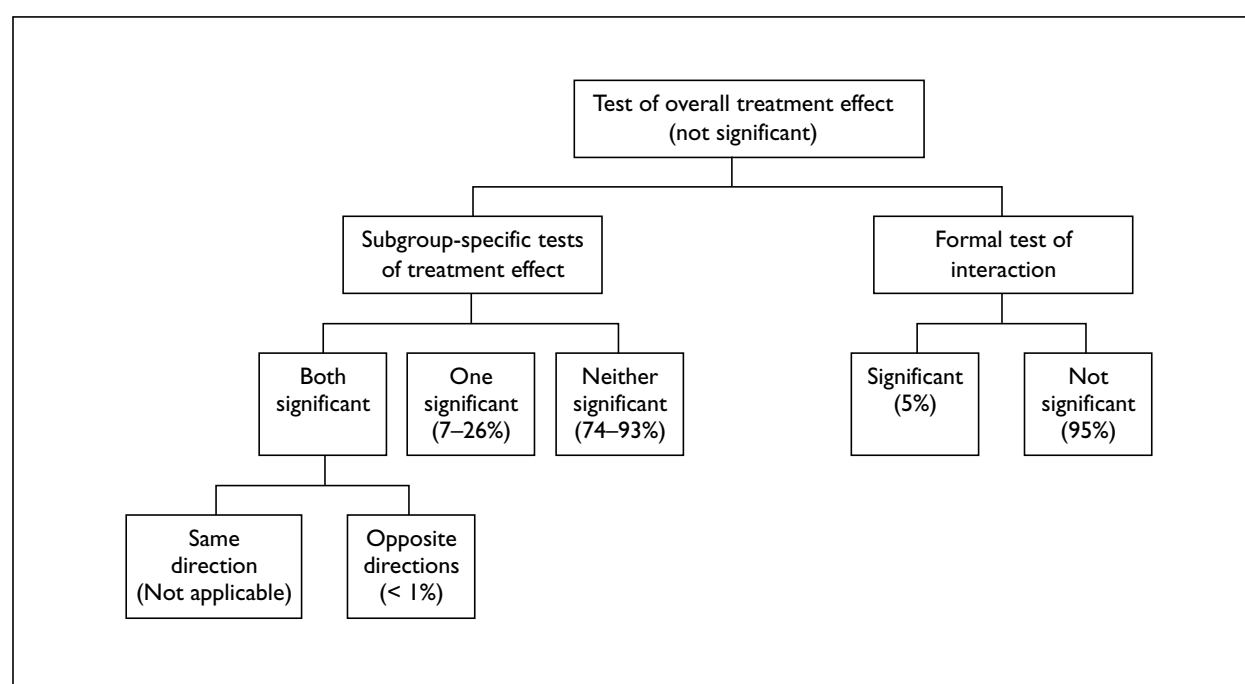 Test of overall treatment effect
(not significant)
Subgroup-specific tests
of treatment effect
Formal test of
interaction
Both
significant
One
significant
(7–26%)
Neither
significant
(74–93%)
Significant
(5%)
Not
significant
(95%)
Same
direction
(Not applicable)
Opposite
directions
(< 1%)